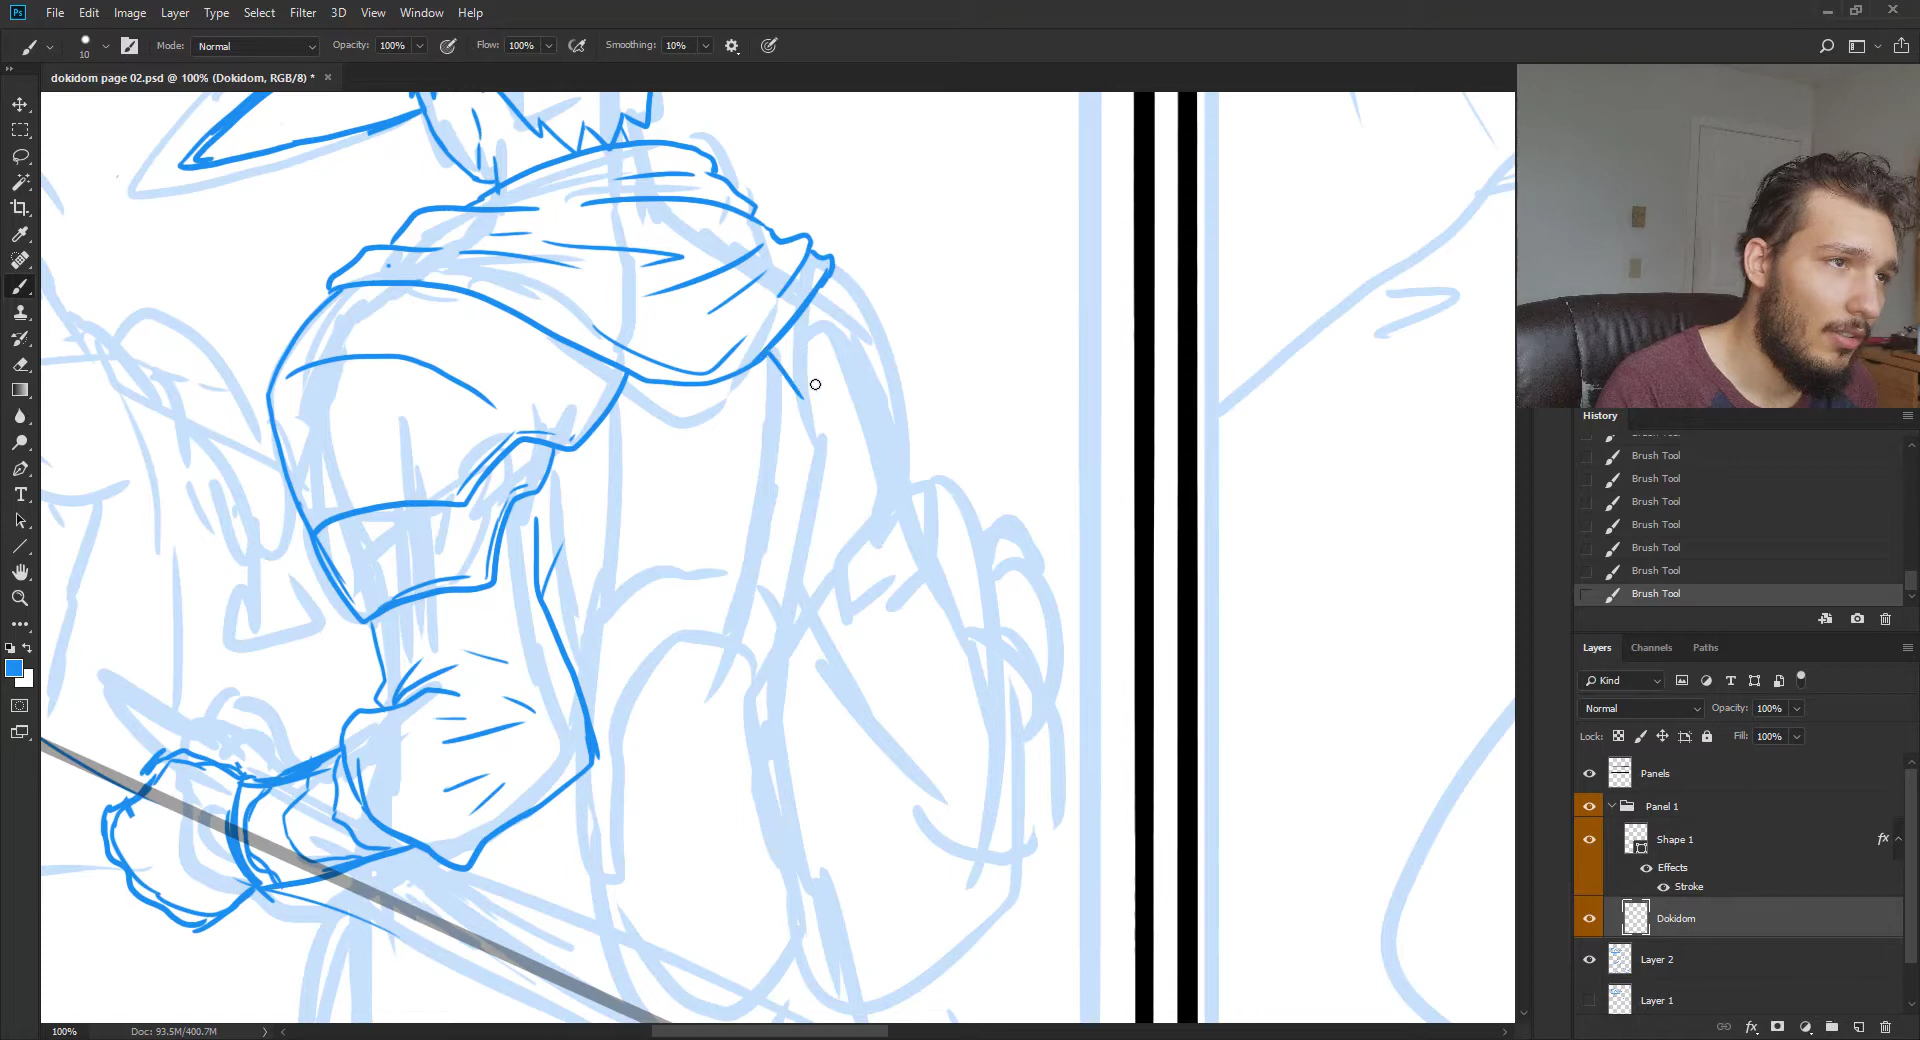 Ps File Edit Image Layer Type Select Filter 3D View Window Help
10 Mode: Normal Opacity: 100% Flow: 100% Smoothing: 10%
dokidom page 02.psd @ 100% (Dokidom, RGB/8) *
History
Brush Tool
Brush Tool
Brush Tool
Brush Tool
Brush Tool
Brush Tool
Brush Tool
Layers Channels Paths
Kind
Normal Opacity: 100%
Lock: Fill: 100%
Panels
Panel 1
Shape 1 fx
Effects
Stroke
Dokidom
Layer 2
Layer 1
100% Doc: 93.5M/400.7M
fx